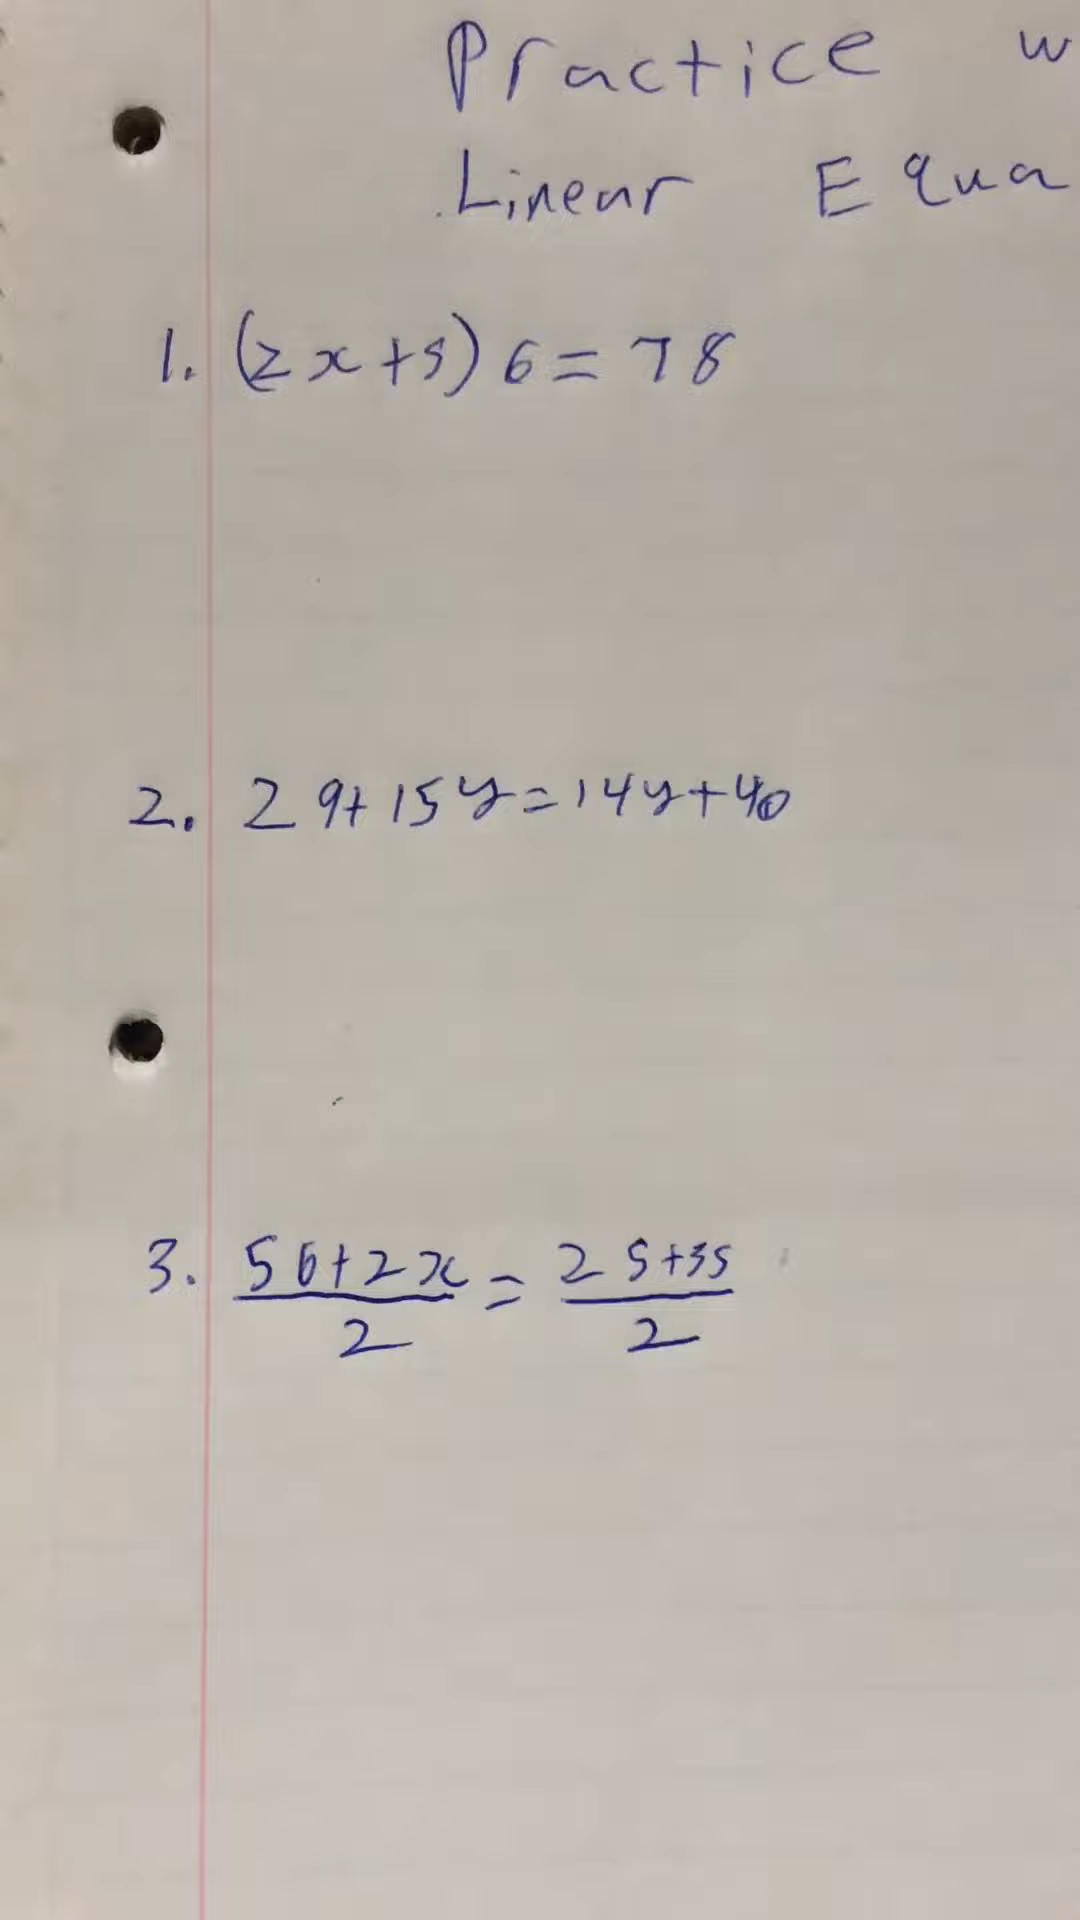 Practice w
Linear Equa
1. (2x+5)6=78
2. 29+15y=14y+40
3. 56+2x/2 = 25+35/2